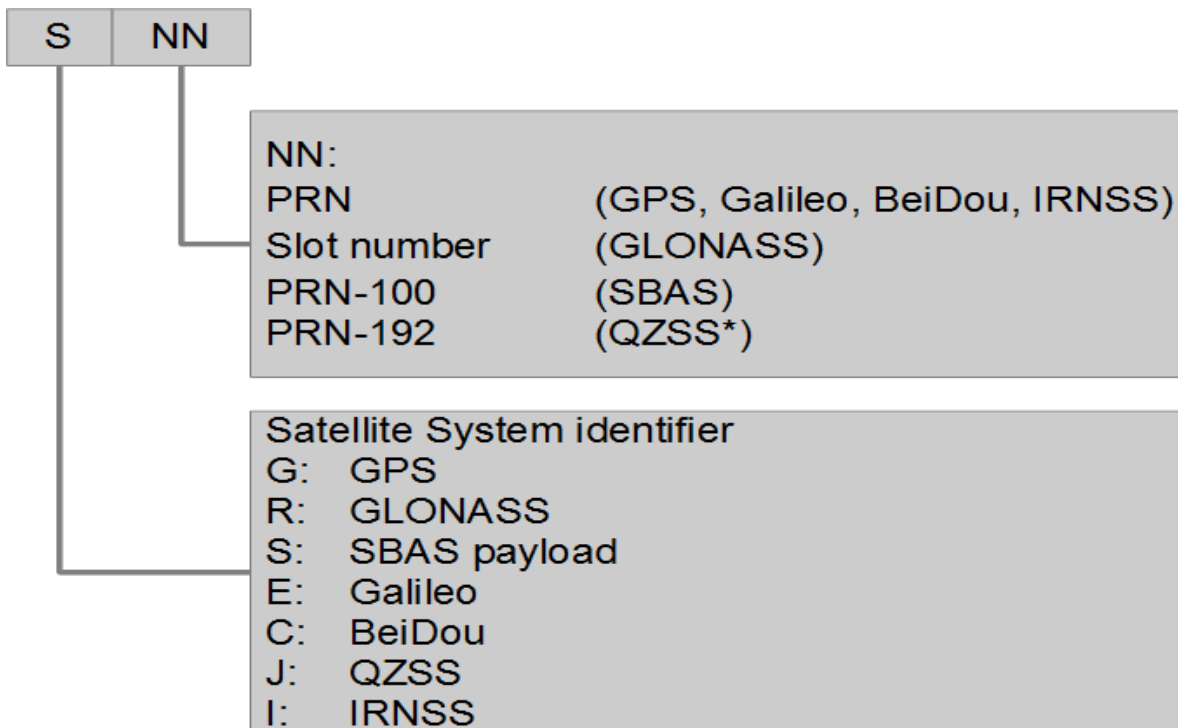 S NN
NN:
PRN (GPS, Galileo, BeiDou, IRNSS)
Slot number (GLONASS)
PRN-100 (SBAS)
PRN-192 (QZSS*)
Satellite System identifier
G: GPS
R: GLONASS
S: SBAS payload
E: Galileo
C: BeiDou
J: QZSS
I: IRNSS